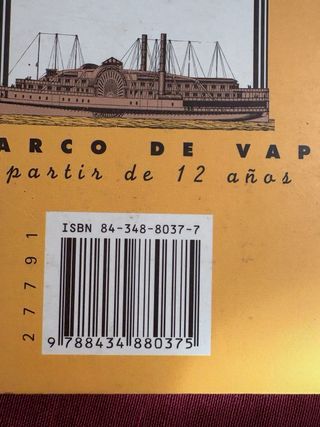 ARCO DE VAP
partir de 12 años
ISBN 84-348-8037-7
27791
9 788434 880375